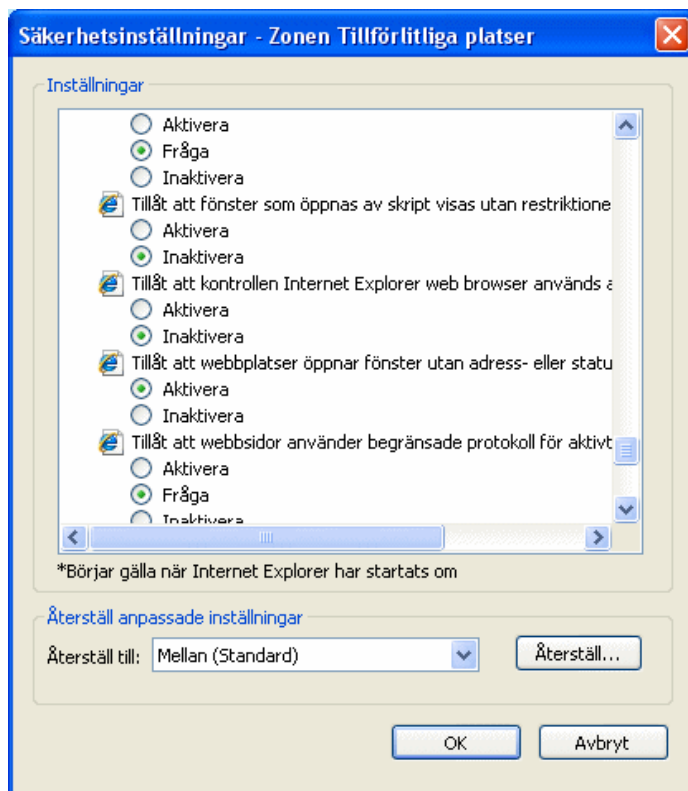 Säkerhetsinställningar - Zonen Tillförlitliga platser
Inställningar
Aktivera
Fråga
Inaktivera
Tillåt att fönster som öppnas av skript visas utan restriktione
Aktivera
Inaktivera
Tillåt att kontrollen Internet Explorer web browser används a
Aktivera
Inaktivera
Tillåt att webbplatser öppnar fönster utan adress- eller statu
Aktivera
Inaktivera
Tillåt att webbsidor använder begränsade protokoll för aktivt
Aktivera
Fråga
Inaktivera
*Börjar gälla när Internet Explorer har startats om
Återställ anpassade inställningar
Återställ till: Mellan (Standard) Återställ...
OK Avbryt